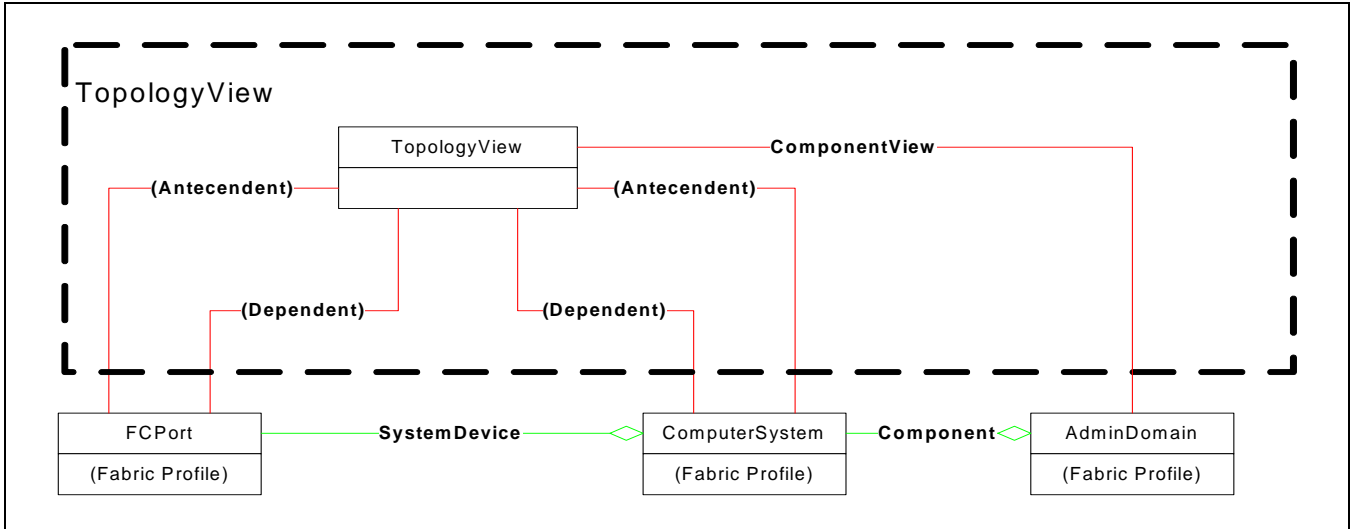 TopologyView
TopologyView
ComponentView
(Antecendent)
(Antecendent)
(Dependent)
(Dependent)
FCPort
SystemDevice
ComputerSystem
Component
AdminDomain
(Fabric Profile)
(Fabric Profile)
(Fabric Profile)